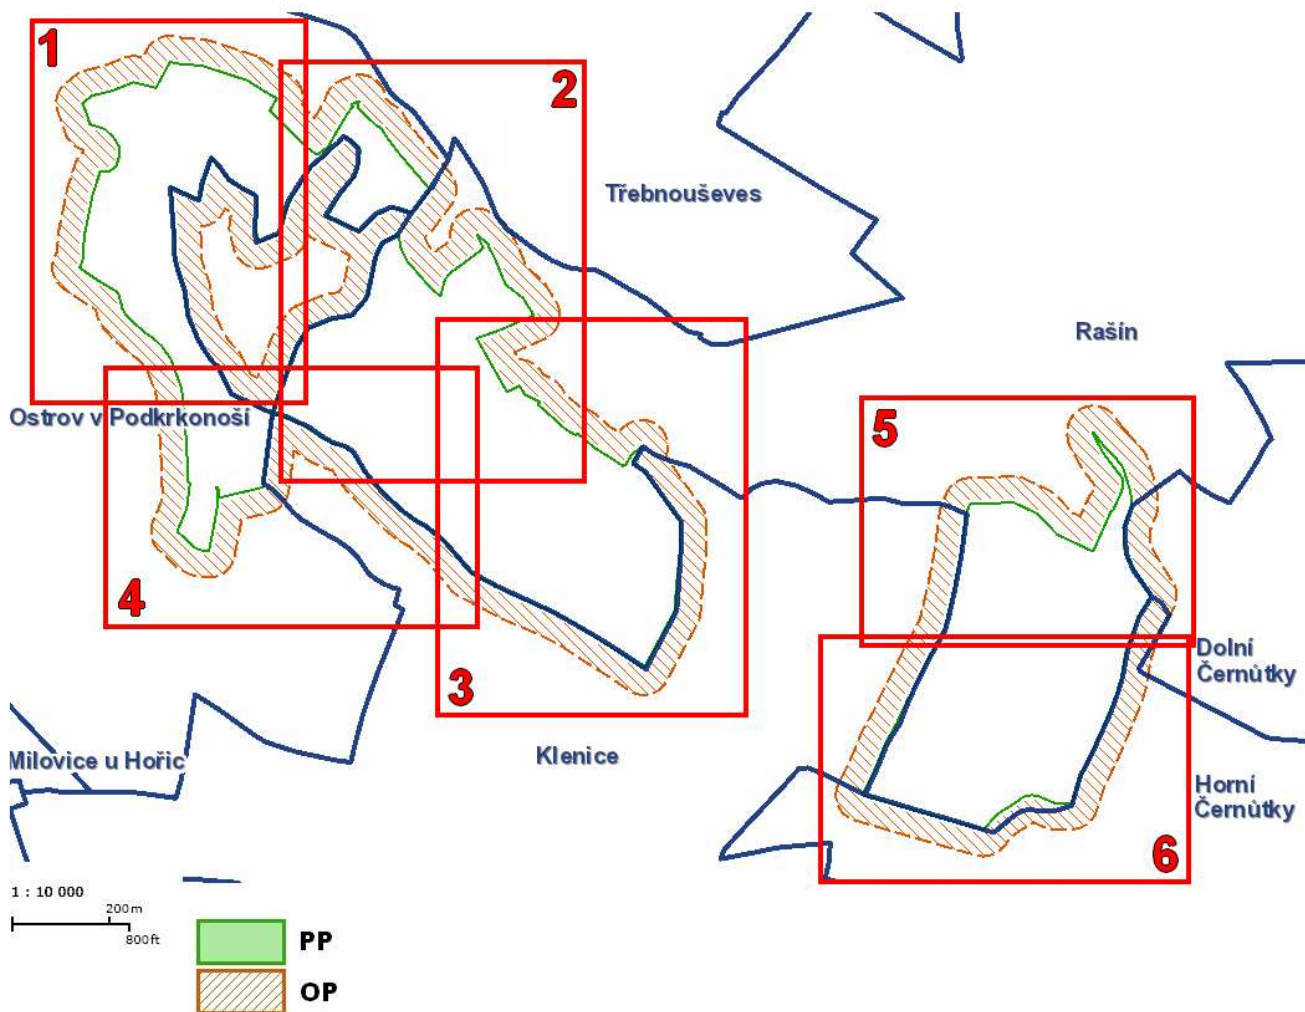 1
2
Třebnouševes
Rašín
Ostrov v Podkrkonoší
5
4
3
Dolní
Černůtky
Klenice
Milovice u Hořic
Horní
Černůtky
6
1 : 10 000
200m
800ft
PP
OP